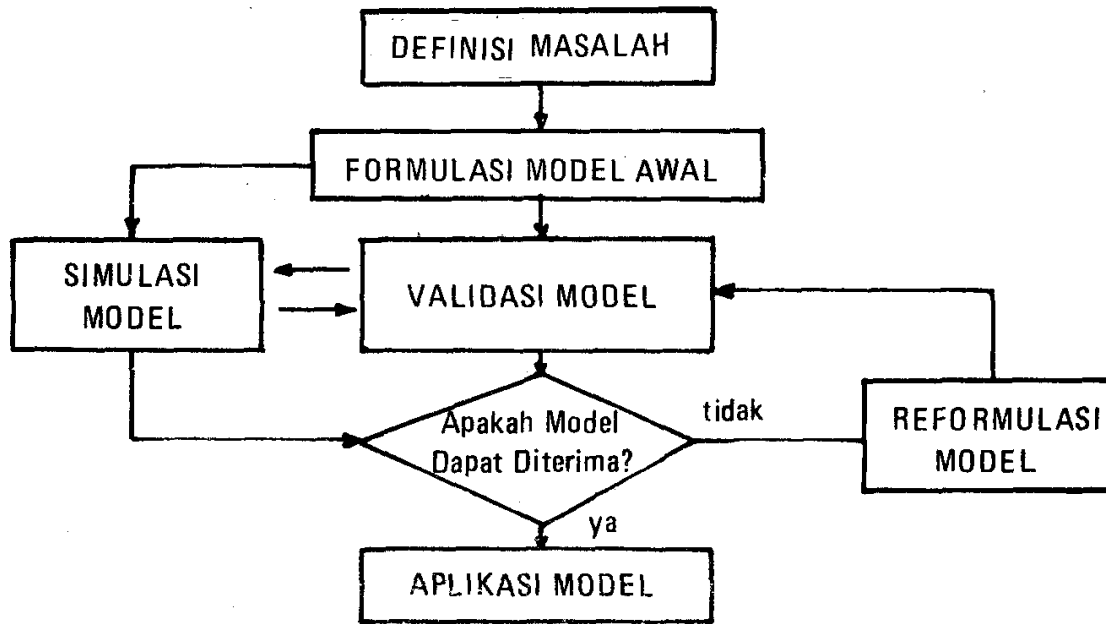 DEFINISI MASALAH
FORMULASI MODEL AWAL
SIMULASI
MODEL
VALIDASI MODEL
Apakah Model
Dapat Diterima?
tidak
REFORMULASI
MODEL
ya
APLIKASI MODEL